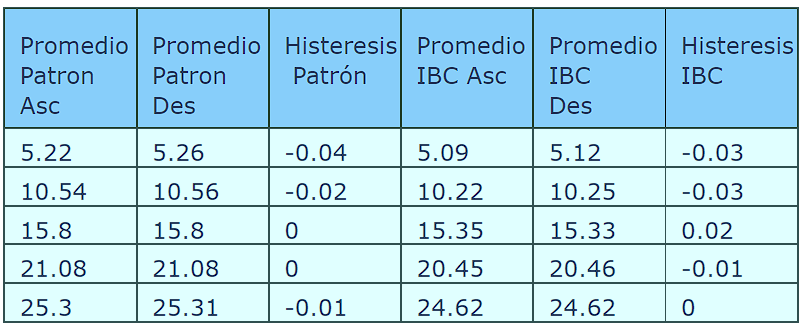 Promedio Patron Asc Promedio Patron Des Histeresis Patrón Promedio IBC Asc Promedio IBC Des Histeresis IBC
5.22 5.26 -0.04 5.09 5.12 -0.03
10.54 10.56 -0.02 10.22 10.25 -0.03
15.8 15.8 0 15.35 15.33 0.02
21.08 21.08 0 20.45 20.46 -0.01
25.3 25.31 -0.01 24.62 24.62 0